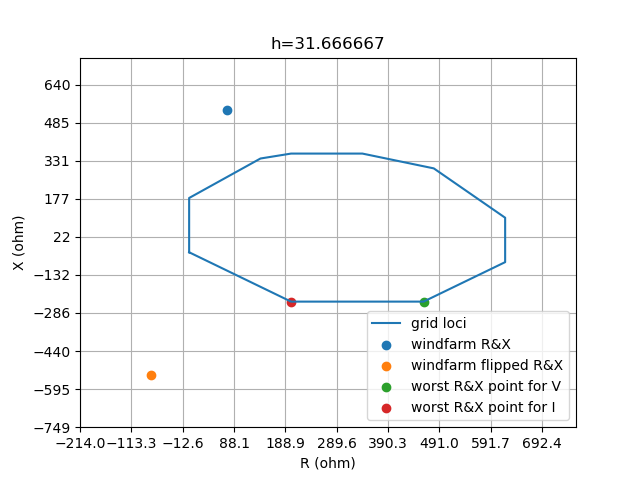 h=31.666667
640
485
331
177
22
−132
−286
−440
−595
−749
X (ohm)
grid loci
windfarm R&X
windfarm flipped R&X
worst R&X point for V
worst R&X point for I
−214.0 −113.3 −12.6 88.1 188.9 289.6 390.3 491.0 591.7 692.4
R (ohm)